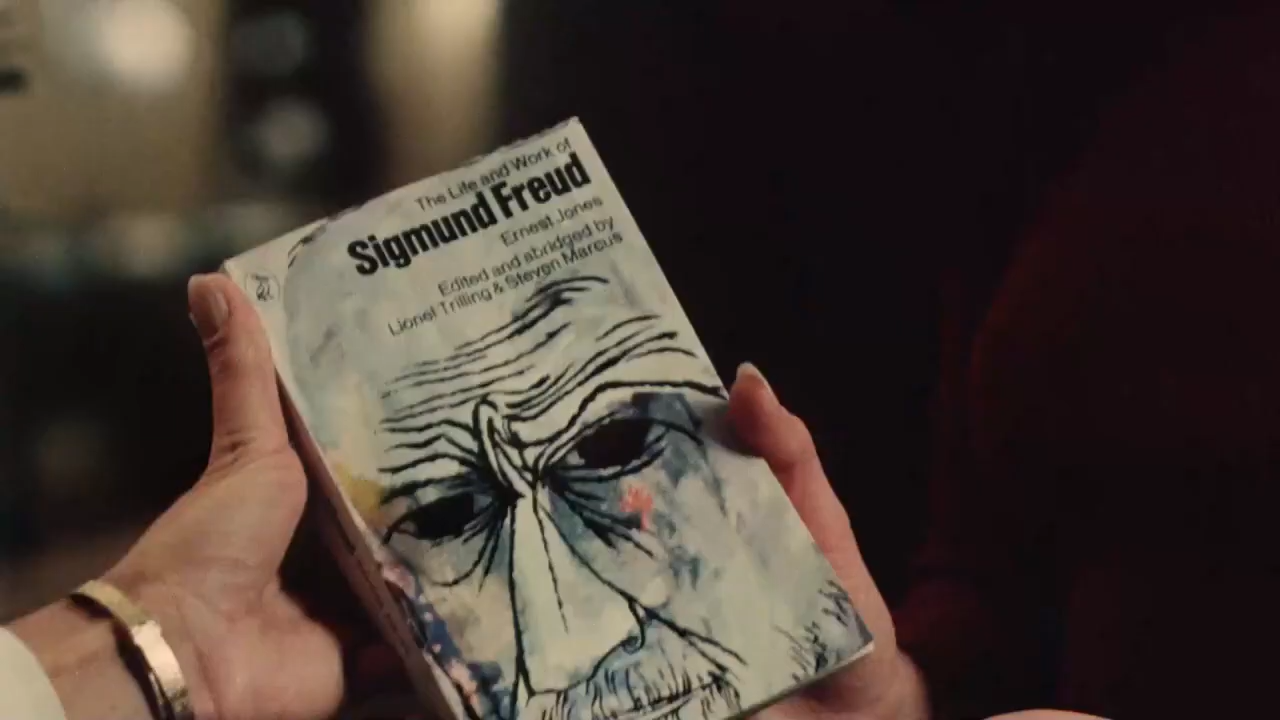 The Life and Work of
Sigmund Freud
Ernest Jones
Edited and abridged by
Lionel Trilling & Steven Marcus